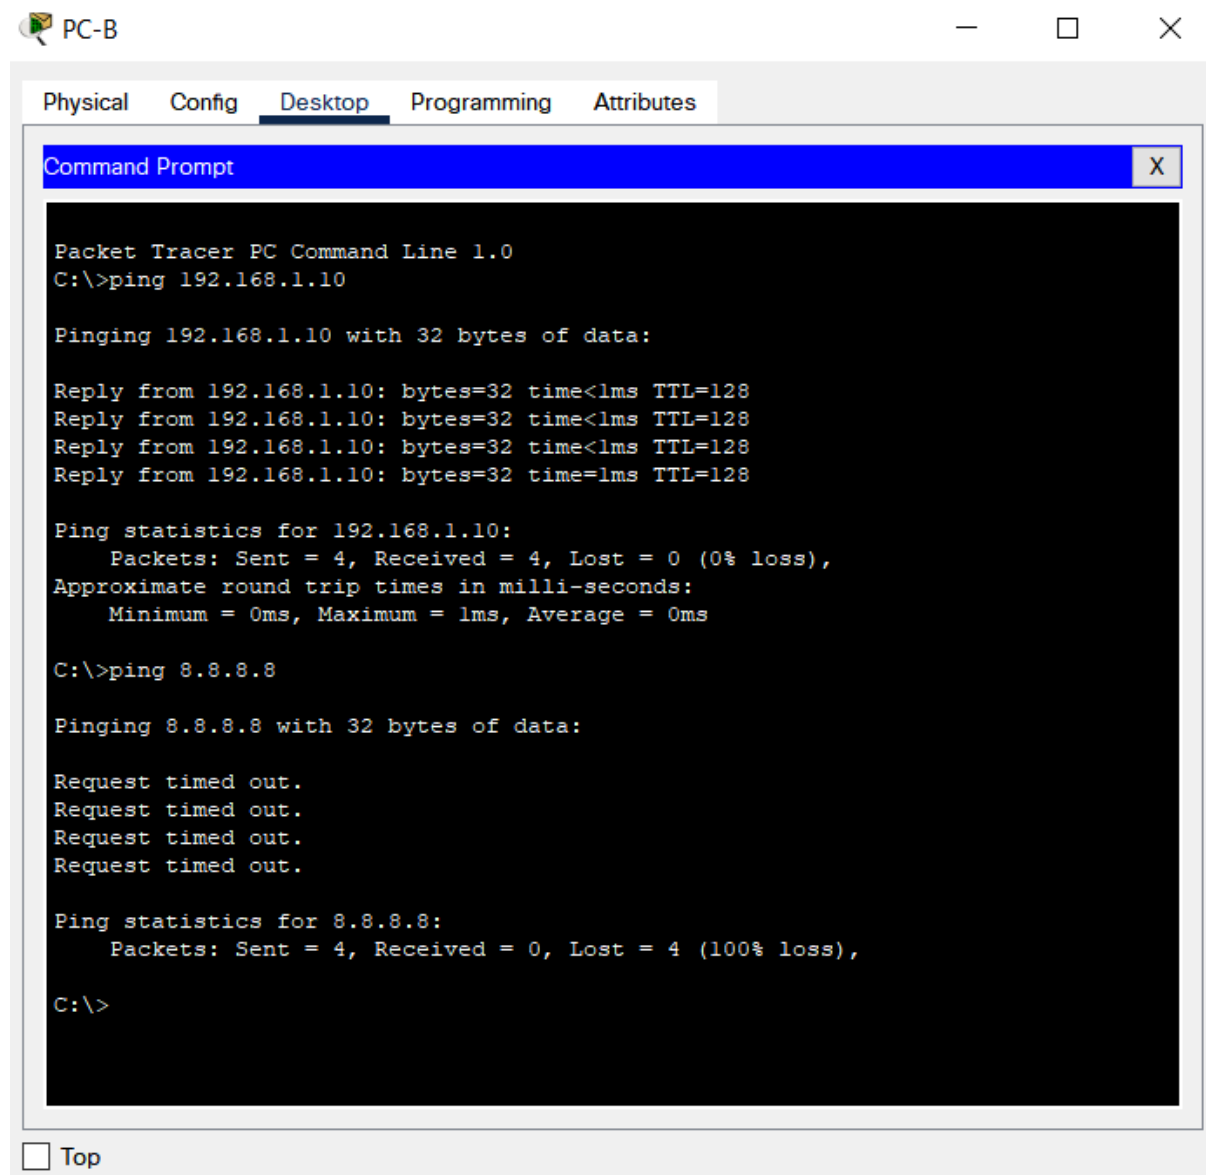 PC-B
Physical Config Desktop Programming Attributes
Command Prompt
X
Packet Tracer PC Command Line 1.0
C:\>ping 192.168.1.10
Pinging 192.168.1.10 with 32 bytes of data:
Reply from 192.168.1.10: bytes=32 time<1ms TTL=128
Reply from 192.168.1.10: bytes=32 time<1ms TTL=128
Reply from 192.168.1.10: bytes=32 time<1ms TTL=128
Reply from 192.168.1.10: bytes=32 time=1ms TTL=128
Ping statistics for 192.168.1.10:
    Packets: Sent = 4, Received = 4, Lost = 0 (0% loss),
Approximate round trip times in milli-seconds:
    Minimum = 0ms, Maximum = 1ms, Average = 0ms
C:\>ping 8.8.8.8
Pinging 8.8.8.8 with 32 bytes of data:
Request timed out.
Request timed out.
Request timed out.
Request timed out.
Ping statistics for 8.8.8.8:
    Packets: Sent = 4, Received = 0, Lost = 4 (100% loss),
C:\>
Top